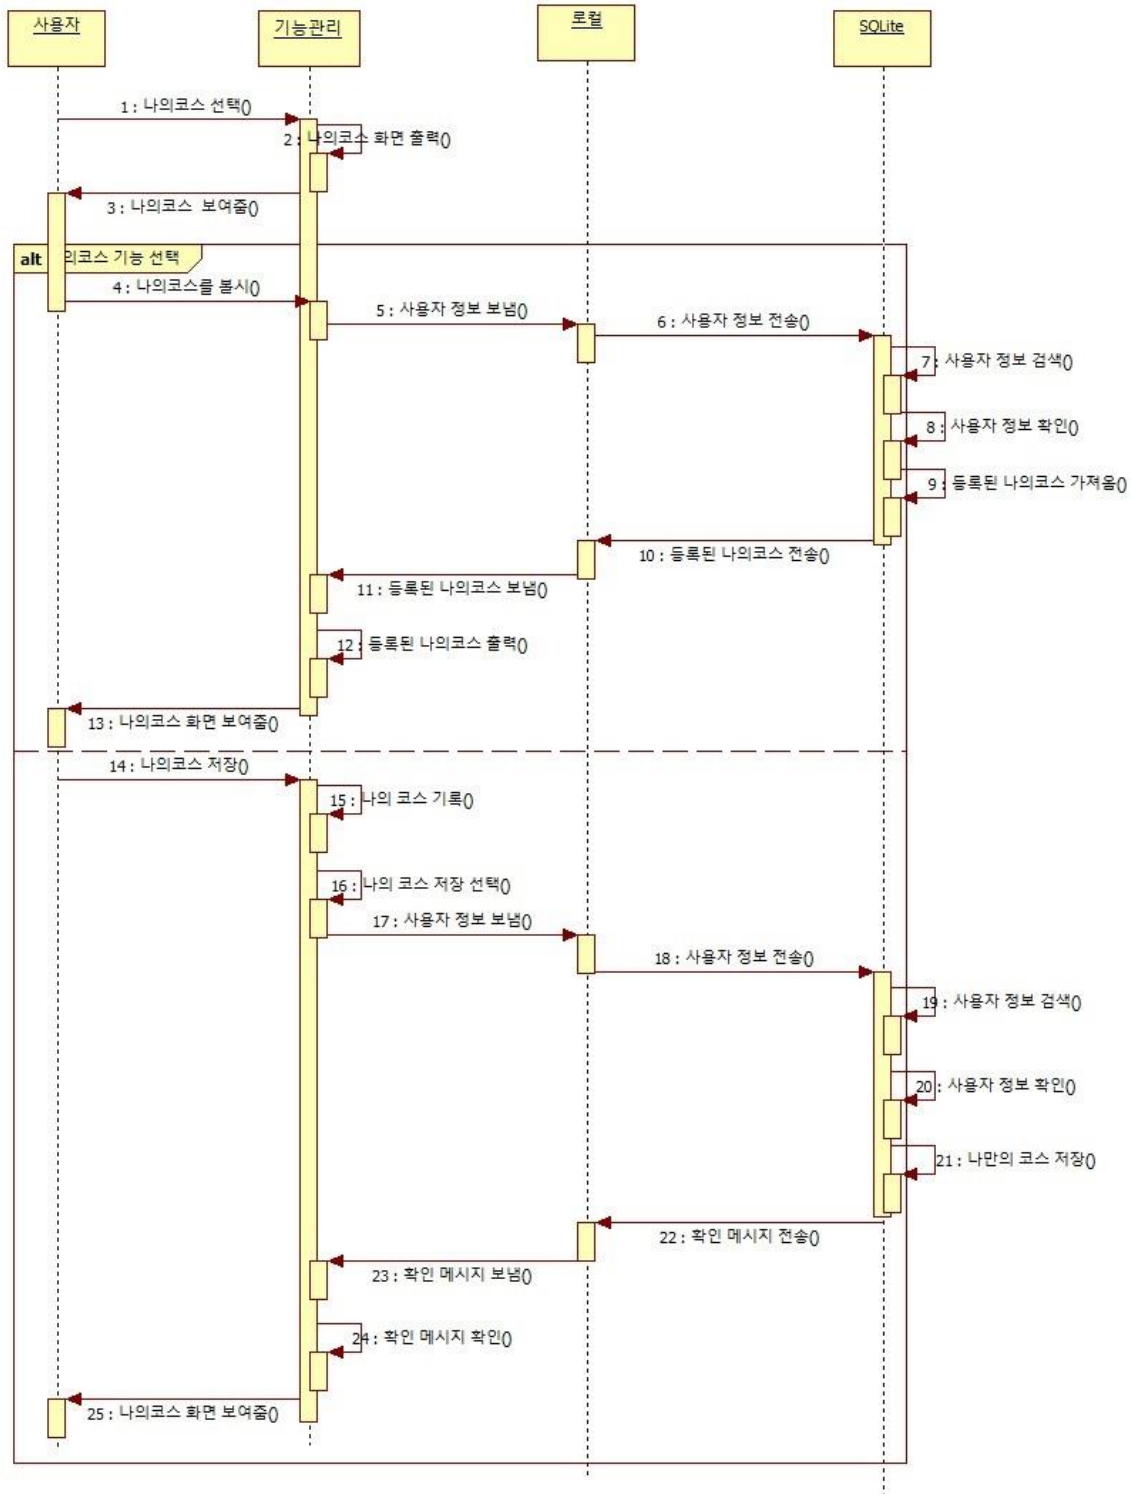 사용자
기능관리
로컬
SQLite
1 : 나의코스 선택()
2 : 나의코스 화면 출력()
3 : 나의코스 보여줌()
alt
의코스 기능 선택
4 : 나의코스를 볼시()
5 : 사용자 정보 보냄()
6 : 사용자 정보 전송()
7 : 사용자 정보 검색()
8 : 사용자 정보 확인()
9 : 등록된 나의코스 가져옴()
10 : 등록된 나의코스 전송()
11 : 등록된 나의코스 보냄()
12 : 등록된 나의코스 출력()
13 : 나의코스 화면 보여줌()
14 : 나의코스 저장()
15 : 나의 코스 기록()
16 : 나의 코스 저장 선택()
17 : 사용자 정보 보냄()
18 : 사용자 정보 전송()
19 : 사용자 정보 검색()
20 : 사용자 정보 확인()
21 : 나만의 코스 저장()
22 : 확인 메시지 전송()
23 : 확인 메시지 보냄()
24 : 확인 메시지 확인()
25 : 나의코스 화면 보여줌()